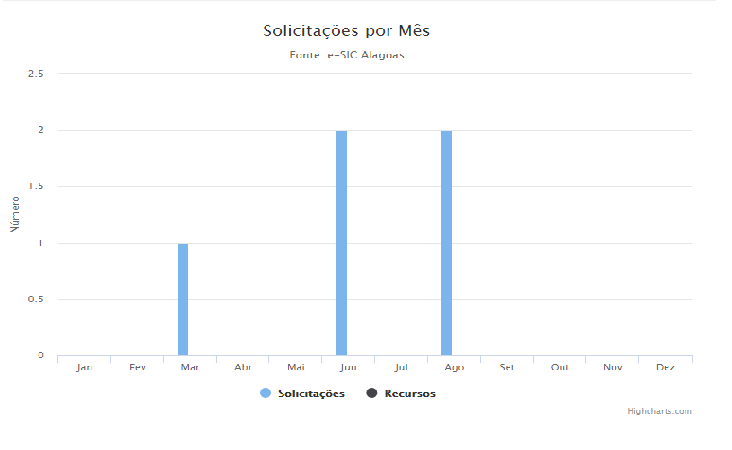 Solicitações por Mês
Fonte: e-SIC Alagoas
2.5
2
1.5
1
0.5
0
Número
Jan Fev Mar Abr Mai Jun Jul Ago Set Out Nov Dez
Solicitações Recursos
Highcharts.com